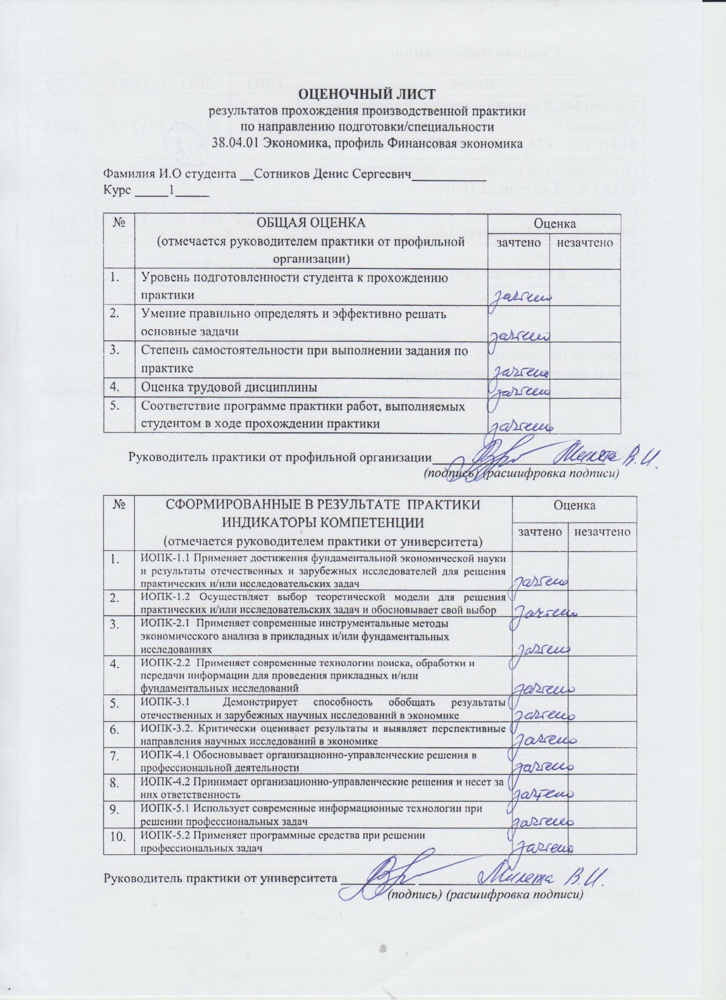 ОЦЕНОЧНЫЙ ЛИСТ
результатов прохождения производственной практики
по направлению подготовки/специальности
38.04.01 Экономика, профиль Финансовая экономика
Фамилия И.О студента __Сотников Денис Сергеевич___________
Курс _____1_____
№ ОБЩАЯ ОЦЕНКА Оценка
(отмечается руководителем практики от профильной зачтено незачтено
организации)
1. Уровень подготовленности студента к прохождению
практики зачтено
2. Умение правильно определять и эффективно решать
основные задачи зачтено
3. Степень самостоятельности при выполнении задания по
практике зачтено
4. Оценка трудовой дисциплины зачтено
5. Соответствие программе практики работ, выполняемых
студентом в ходе прохождении практики зачтено
Руководитель практики от профильной организации Микета В.И.
(подпись) (расшифровка подписи)
№ СФОРМИРОВАННЫЕ В РЕЗУЛЬТАТЕ ПРАКТИКИ Оценка
ИНДИКАТОРЫ КОМПЕТЕНЦИИ
(отмечается руководителем практики от университета) зачтено незачтено
1. ИОПК-1.1 Применяет достижения фундаментальной экономической науки
и результаты отечественных и зарубежных исследователей для решения
практических и/или исследовательских задач зачтено
2. ИОПК-1.2 Осуществляет выбор теоретической модели для решения
практических и/или исследовательских задач и обосновывает свой выбор зачтено
3. ИОПК-2.1 Применяет современные инструментальные методы
экономического анализа в прикладных и/или фундаментальных
исследованиях зачтено
4. ИОПК-2.2 Применяет современные технологии поиска, обработки и
передачи информации для проведения прикладных и/или
фундаментальных исследований зачтено
5. ИОПК-3.1 Демонстрирует способность обобщать результаты
отечественных и зарубежных научных исследований в экономике зачтено
6. ИОПК-3.2. Критически оценивает результаты и выявляет перспективные
направления научных исследований в экономике зачтено
7. ИОПК-4.1 Обосновывает организационно-управленческие решения в
профессиональной деятельности зачтено
8. ИОПК-4.2 Принимает организационно-управленческие решения и несет за
них ответственность зачтено
9. ИОПК-5.1 Использует современные информационные технологии при
решении профессиональных задач зачтено
10. ИОПК-5.2 Применяет программные средства при решении
профессиональных задач зачтено
Руководитель практики от университета Микета В.И.
(подпись) (расшифровка подписи)